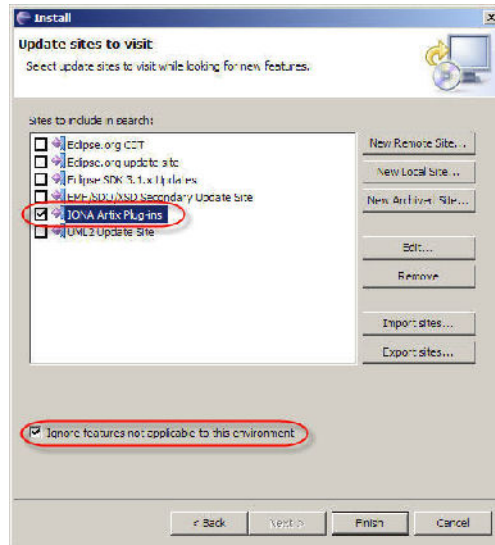 Install
Update sites to visit
Select update sites to visit while looking for new features.
Sites to include in search:
Eclipse.org CDT
Eclipse.org update site
Eclipse SDK 3.1.x Updates
EMF/SDO/XSD Secondary Update Site
IONA Artix Plug-ins
UML2 Update Site
New Remote Site...
New Local Site...
New Archived Site...
Edit...
Remove
Import sites...
Export sites...
Ignore features not applicable to this environment
< Back
Next >
Finish
Cancel